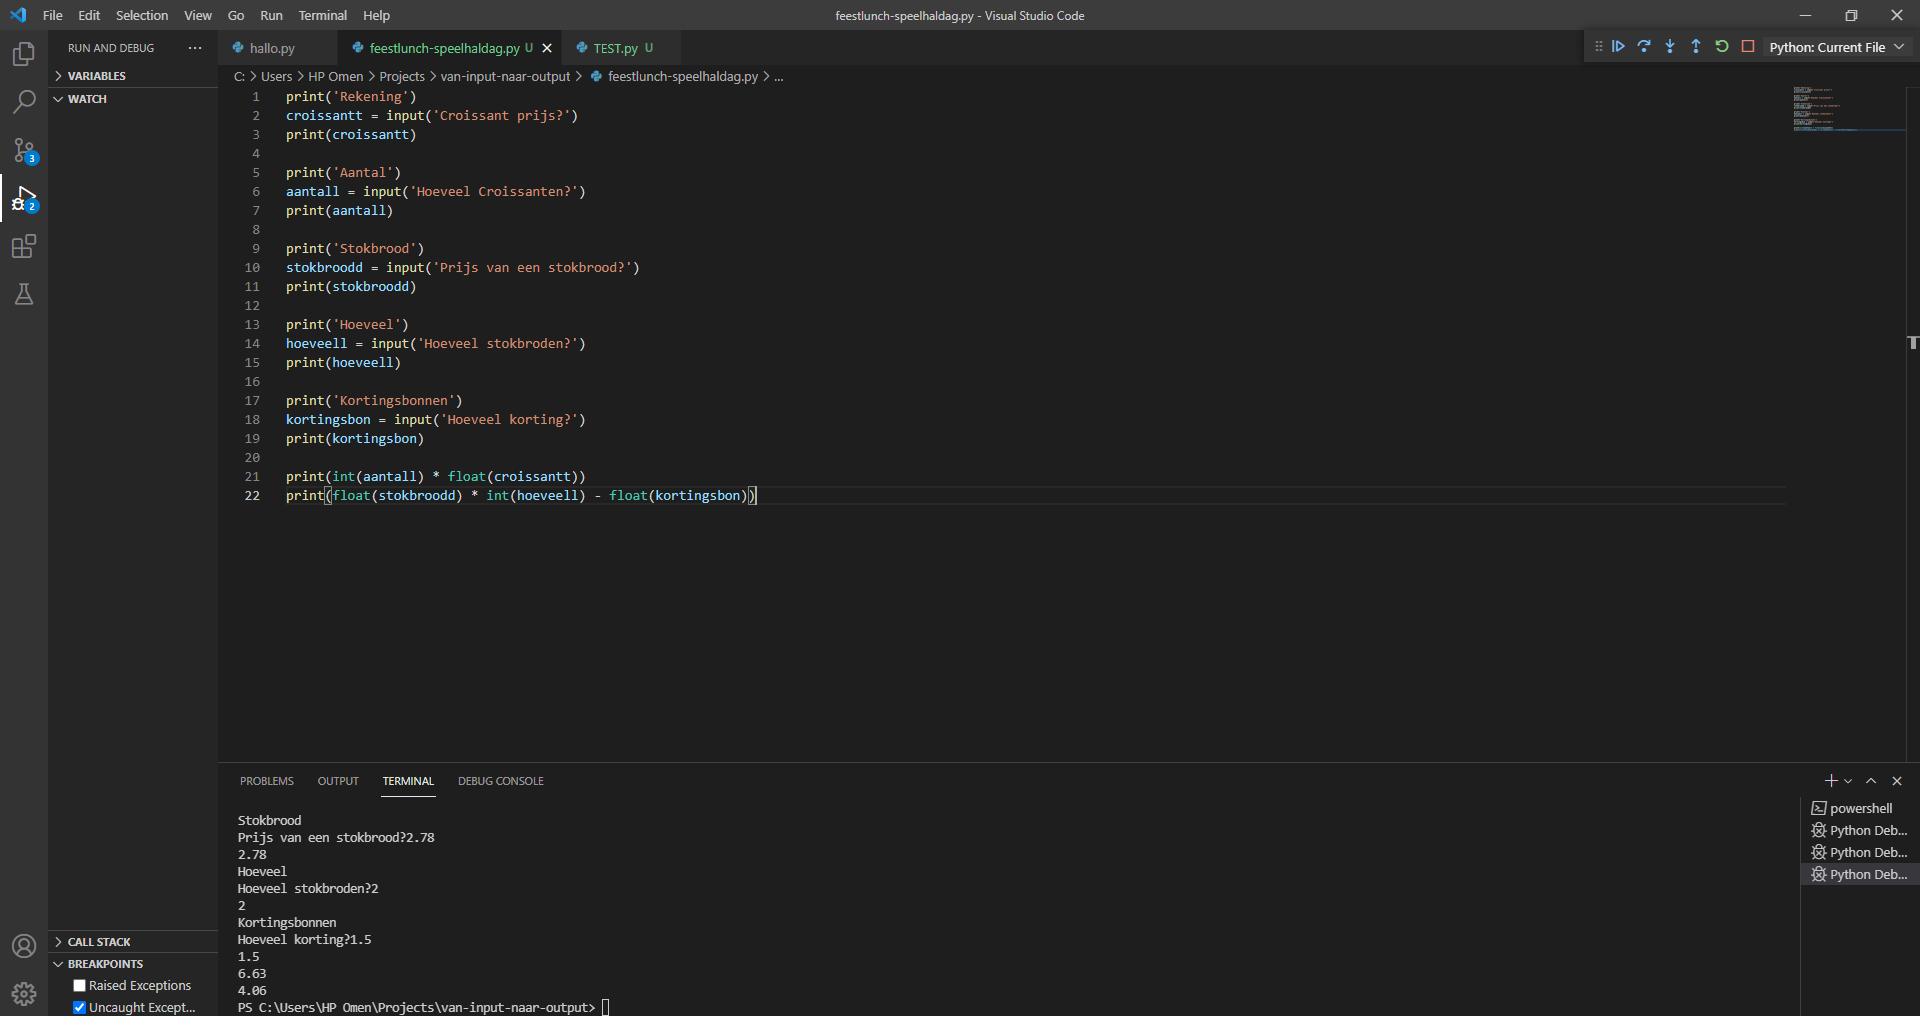 File Edit Selection View Go Run Terminal Help
feestlunch-speelhaldag.py - Visual Studio Code
RUN AND DEBUG ...
hallo.py
feestlunch-speelhaldag.py U
TEST.py U
Python: Current File
VARIABLES
WATCH
3
2
C: > Users > HP Omen > Projects > van-input-naar-output > feestlunch-speelhaldag.py > ...
1 print('Rekening')
2 croissantt = input('Croissant prijs?')
3 print(croissantt)
4
5 print('Aantal')
6 aantall = input('Hoeveel Croissanten?')
7 print(aantall)
8
9 print('Stokbrood')
10 stokbroodd = input('Prijs van een stokbrood?')
11 print(stokbroodd)
12
13 print('Hoeveel')
14 hoeveell = input('Hoeveel stokbroden?')
15 print(hoeveell)
16
17 print('Kortingsbonnen')
18 kortingsbon = input('Hoeveel korting?')
19 print(kortingsbon)
20
21 print(int(aantall) * float(croissantt))
22 print(float(stokbroodd) * int(hoeveell) - float(kortingsbon))
PROBLEMS OUTPUT TERMINAL DEBUG CONSOLE
Stokbrood
Prijs van een stokbrood?2.78
2.78
Hoeveel
Hoeveel stokbroden?2
2
Kortingsbonnen
Hoeveel korting?1.5
1.5
6.63
4.06
PS C:\Users\HP Omen\Projects\van-input-naar-output>
powershell
Python Deb...
Python Deb...
Python Deb...
CALL STACK
BREAKPOINTS
Raised Exceptions
Uncaught Except...